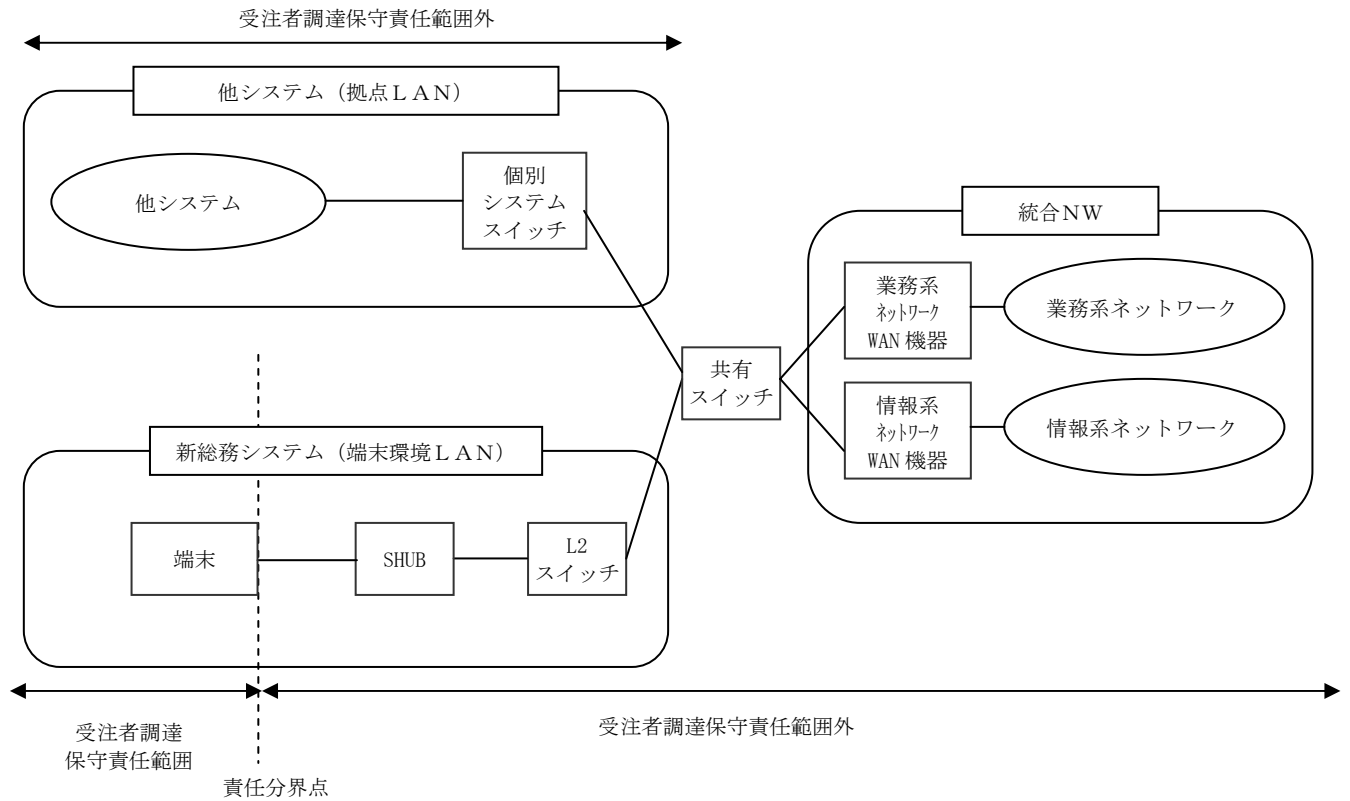 受注者調達保守責任範囲外
他システム（拠点ＬＡＮ）
他システム
個別
システム
スイッチ
統合NW
業務系
ﾈｯﾄﾜｰｸ
WAN 機器
業務系ネットワーク
共有
スイッチ
情報系
ﾈｯﾄﾜｰｸ
WAN 機器
情報系ネットワーク
新総務システム（端末環境ＬＡＮ）
端末
SHUB
L2
スイッチ
受注者調達
保守責任範囲
受注者調達保守責任範囲外
責任分界点